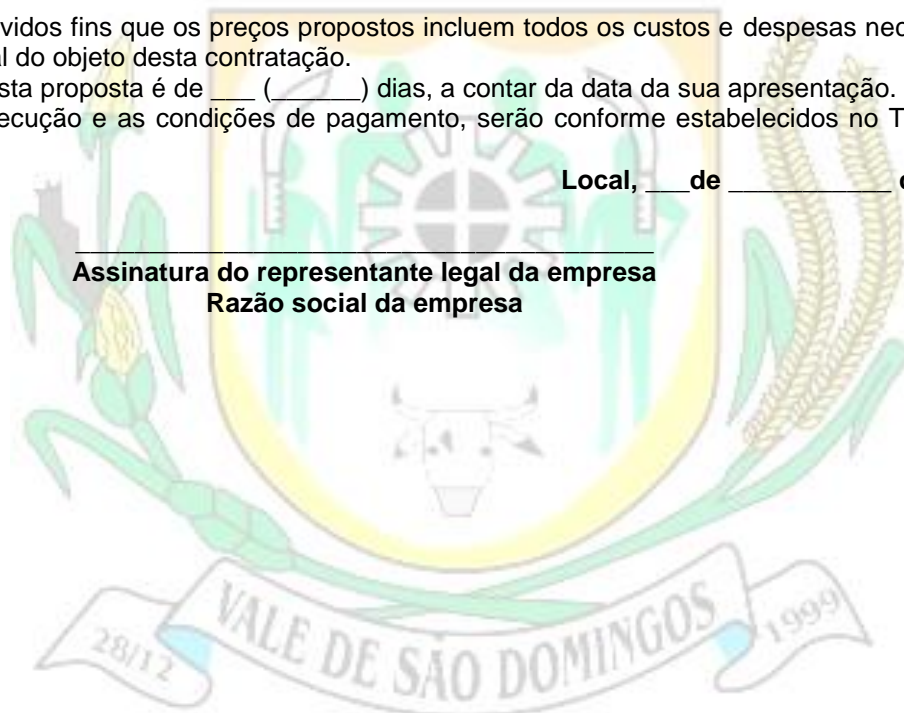 vidos fins que os preços propostos incluem todos os custos e despesas nec
al do objeto desta contratação.
sta proposta é de ___ (______) dias, a contar da data da sua apresentação.
ecução e as condições de pagamento, serão conforme estabelecidos no T
Local, ___de ___________
_______________________________________
Assinatura do representante legal da empresa
Razão social da empresa
28/12 VALE DE SÃO DOMINGOS 1999